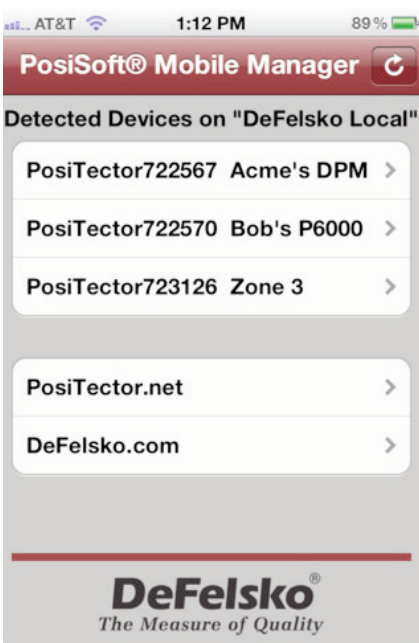 AT&T 1:12 PM 89%
PosiSoft® Mobile Manager
Detected Devices on "DeFelsko Local"
PosiTector722567 Acme's DPM
PosiTector722570 Bob's P6000
PosiTector723126 Zone 3
PosiTector.net
DeFelsko.com
DeFelsko®
The Measure of Quality